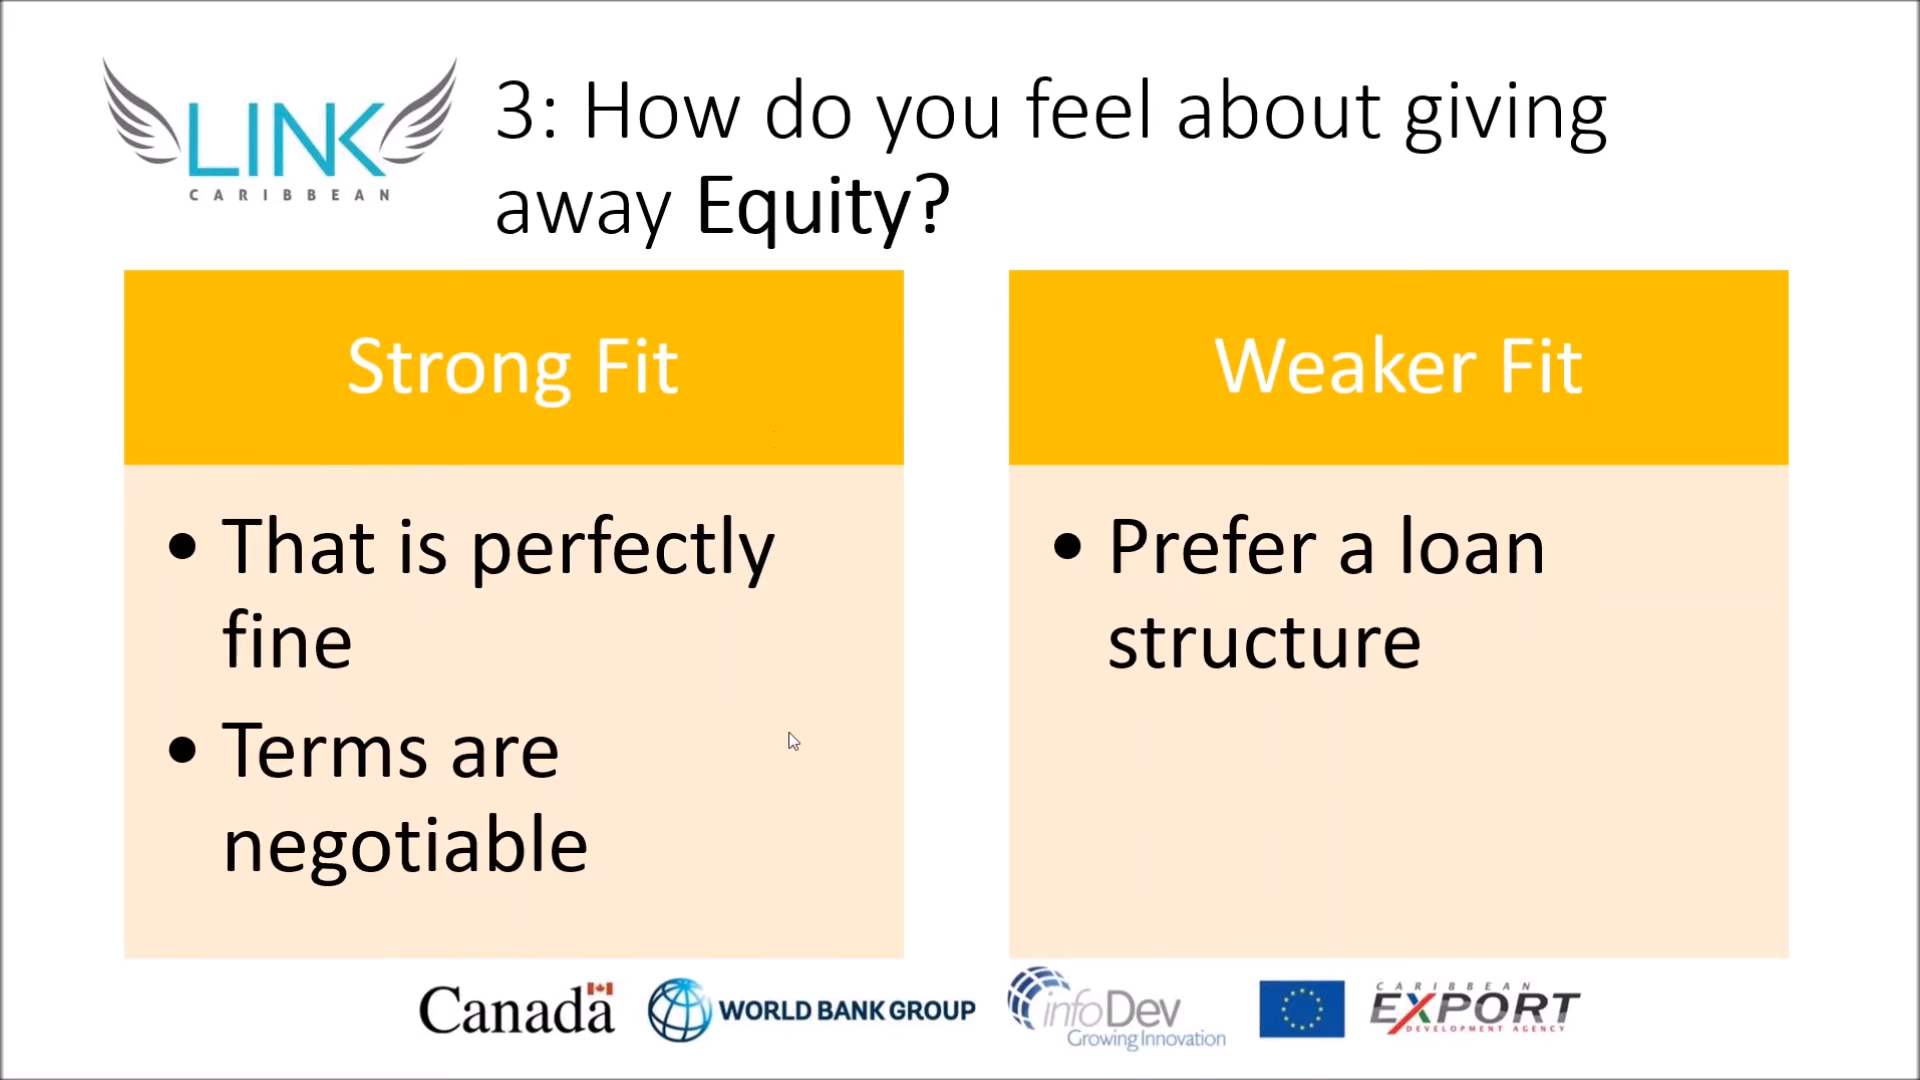 LINK
CARIBBEAN
3: How do you feel about giving
away Equity?
Strong Fit
• That is perfectly
fine
• Terms are
negotiable
Weaker Fit
• Prefer a loan
structure
Canada
WORLD BANK GROUP
infoDev
Growing Innovation
CARIBBEAN
EXPORT
DEVELOPMENT AGENCY